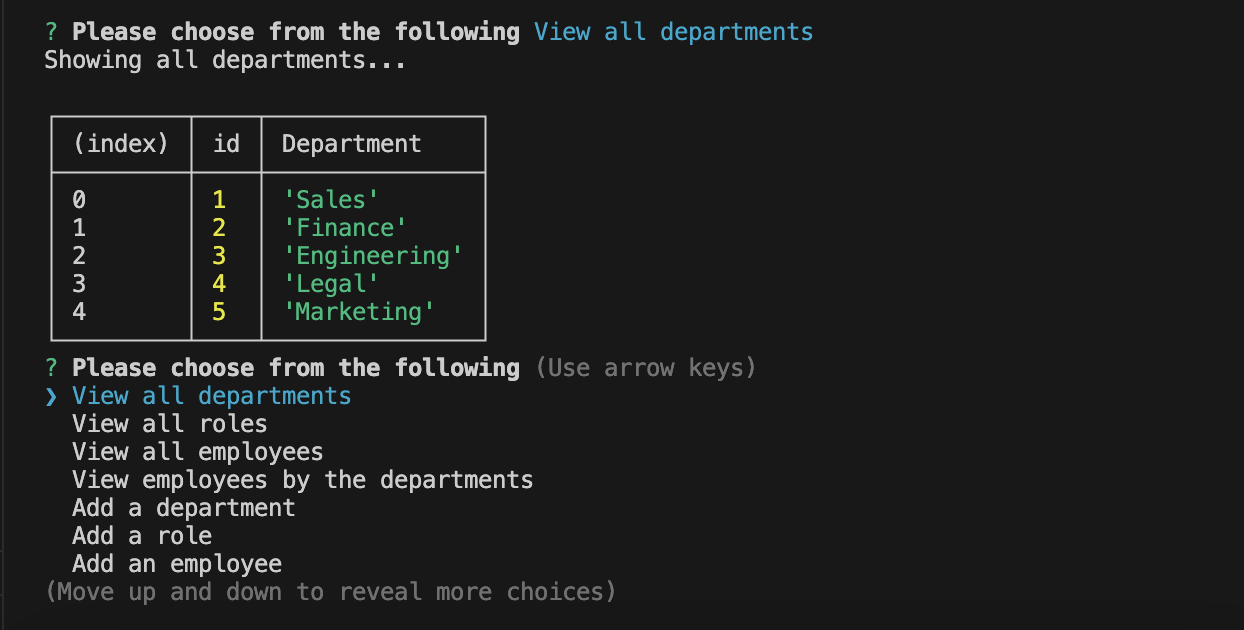 ? Please choose from the following View all departments
Showing all departments...
(index) id Department
0 1 'Sales'
1 2 'Finance'
2 3 'Engineering'
3 4 'Legal'
4 5 'Marketing'
? Please choose from the following (Use arrow keys)
❯ View all departments
View all roles
View all employees
View employees by the departments
Add a department
Add a role
Add an employee
(Move up and down to reveal more choices)